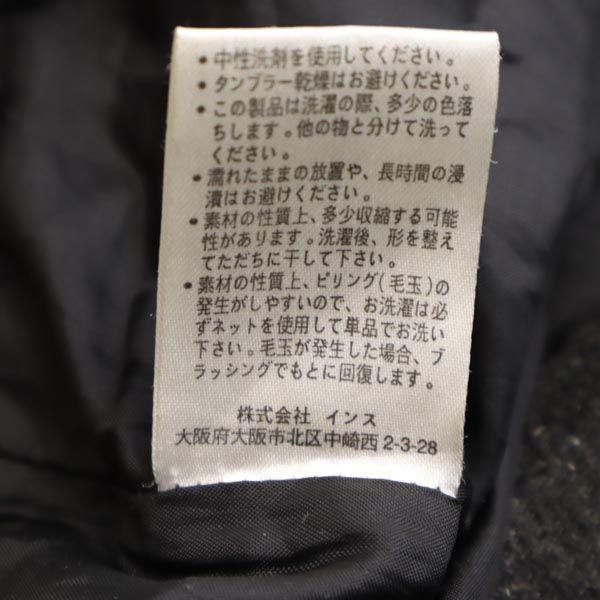 ・中性洗剤を使用してください。
・タンブラー乾燥はお避けください。
・この製品は洗濯の際、多少の色落
ちします。他の物と分けて洗って
ください。
・濡れたままの放置や、長時間の浸
漬はお避けください。
・素材の性質上、多少収縮する可能
性があります。洗濯後、形を整え
てただちに干して下さい。
・素材の性質上、ピリング(毛玉)の
発生がしやすいので、お洗濯は必
ずネットを使用して単品でお洗い
下さい。毛玉が発生した場合、ブ
ラッシングでもとに回復します。
株式会社 インス
大阪府大阪市北区中崎西2-3-28